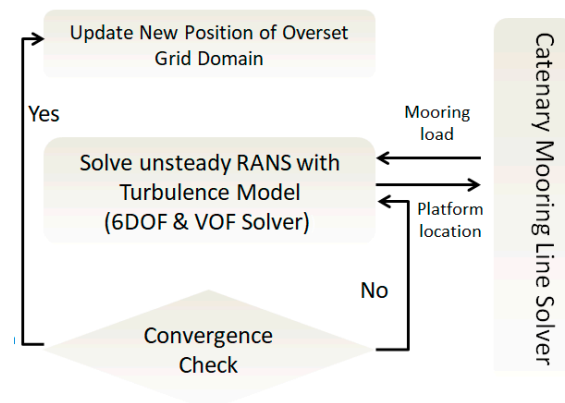 Update New Position of Overset
Grid Domain
Yes
Mooring
load
Solve unsteady RANS with
Turbulence Model
(6DOF & VOF Solver)
Platform
location
No
Convergence
Check
Catenary Mooring Line Solver